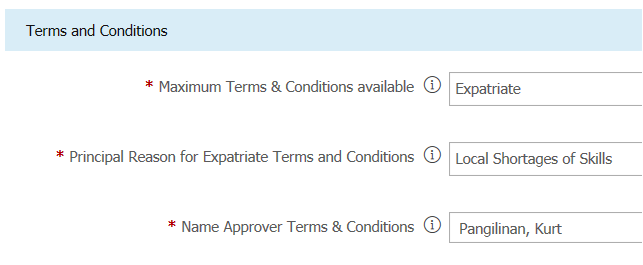 Terms and Conditions
* Maximum Terms & Conditions available Expatriate
* Principal Reason for Expatriate Terms and Conditions Local Shortages of Skills
* Name Approver Terms & Conditions Pangilinan, Kurt